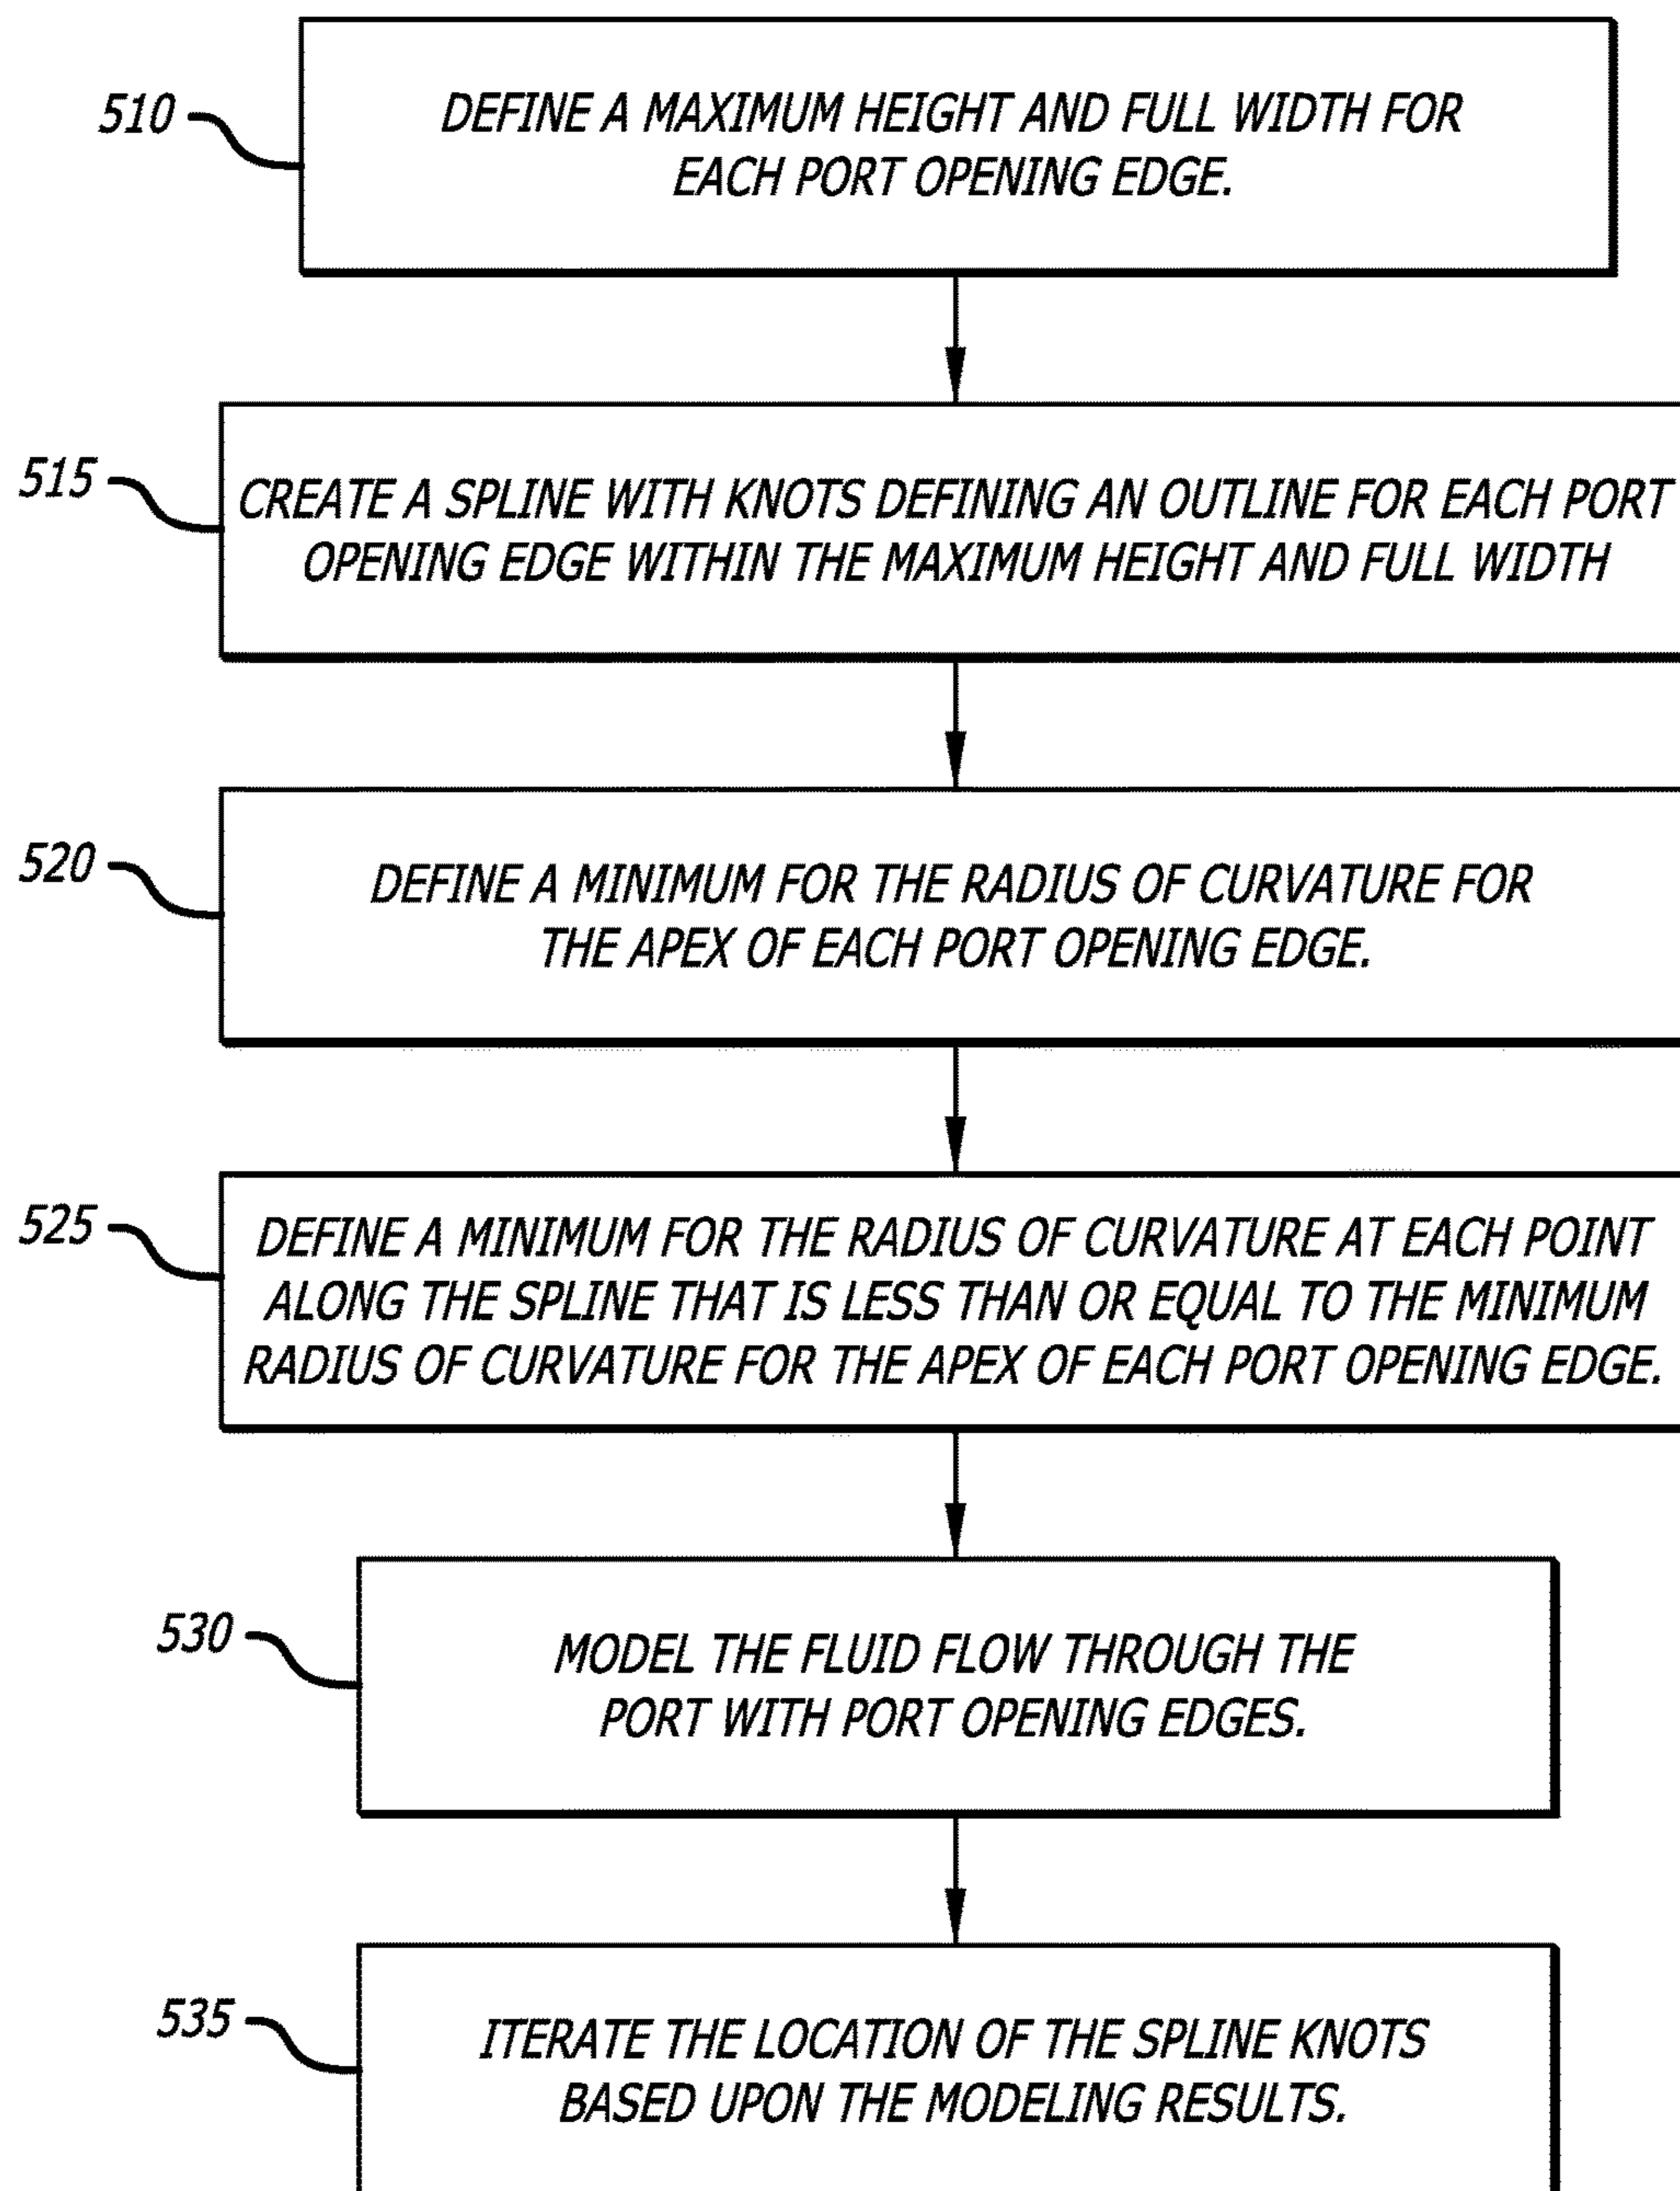 510
DEFINE A MAXIMUM HEIGHT AND FULL WIDTH FOR
EACH PORT OPENING EDGE.
515
CREATE A SPLINE WITH KNOTS DEFINING AN OUTLINE FOR EACH PORT
OPENING EDGE WITHIN THE MAXIMUM HEIGHT AND FULL WIDTH
520
DEFINE A MINIMUM FOR THE RADIUS OF CURVATURE FOR
THE APEX OF EACH PORT OPENING EDGE.
525
DEFINE A MINIMUM FOR THE RADIUS OF CURVATURE AT EACH POINT
ALONG THE SPLINE THAT IS LESS THAN OR EQUAL TO THE MINIMUM
RADIUS OF CURVATURE FOR THE APEX OF EACH PORT OPENING EDGE.
530
MODEL THE FLUID FLOW THROUGH THE
PORT WITH PORT OPENING EDGES.
535
ITERATE THE LOCATION OF THE SPLINE KNOTS
BASED UPON THE MODELING RESULTS.